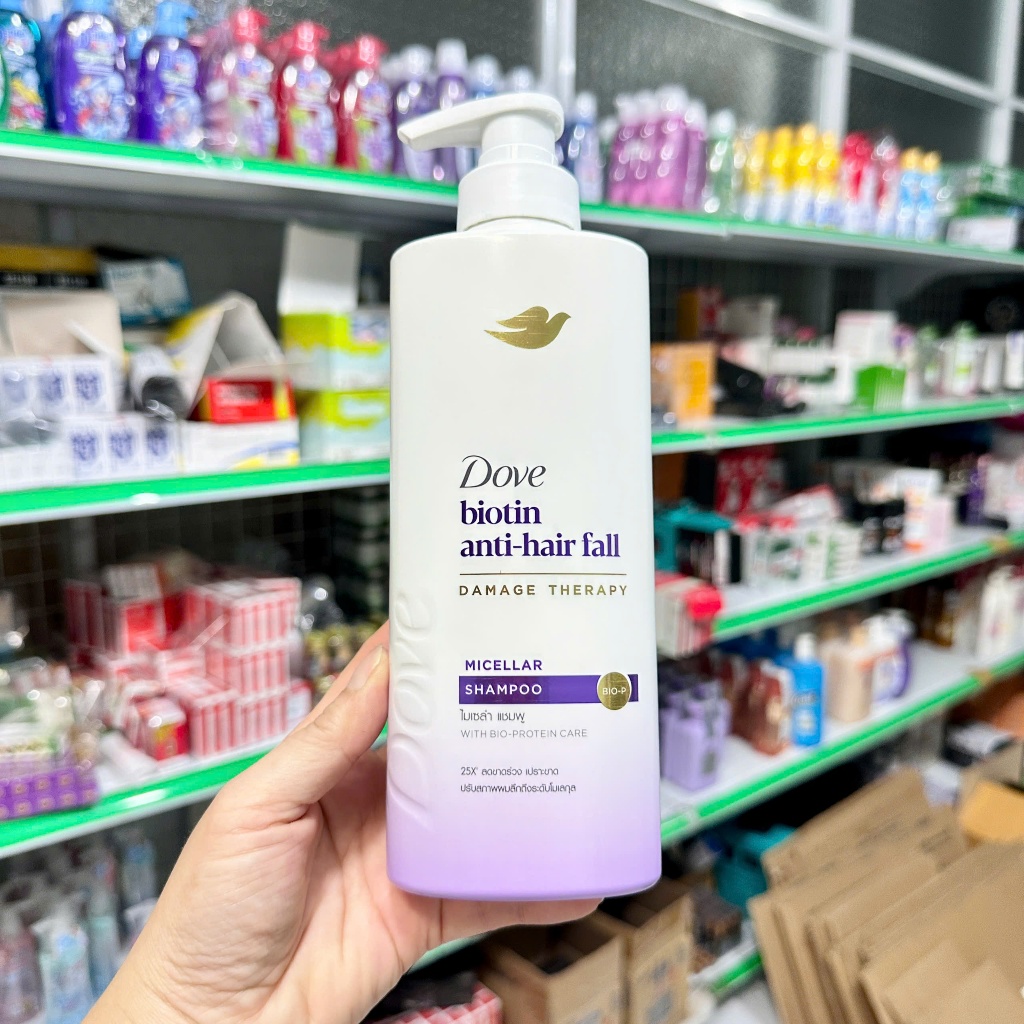 Dove
biotin
anti-hair fall
DAMAGE THERAPY
MICELLAR
SHAMPOO
BIO-P
ไมเซล่า แชมพู
WITH BIO-PROTEIN CARE
25X* ลดขาดร่วง เปราะขาด
ปรับสภาพผมลึกถึงระดับโมเลกุล
Dove